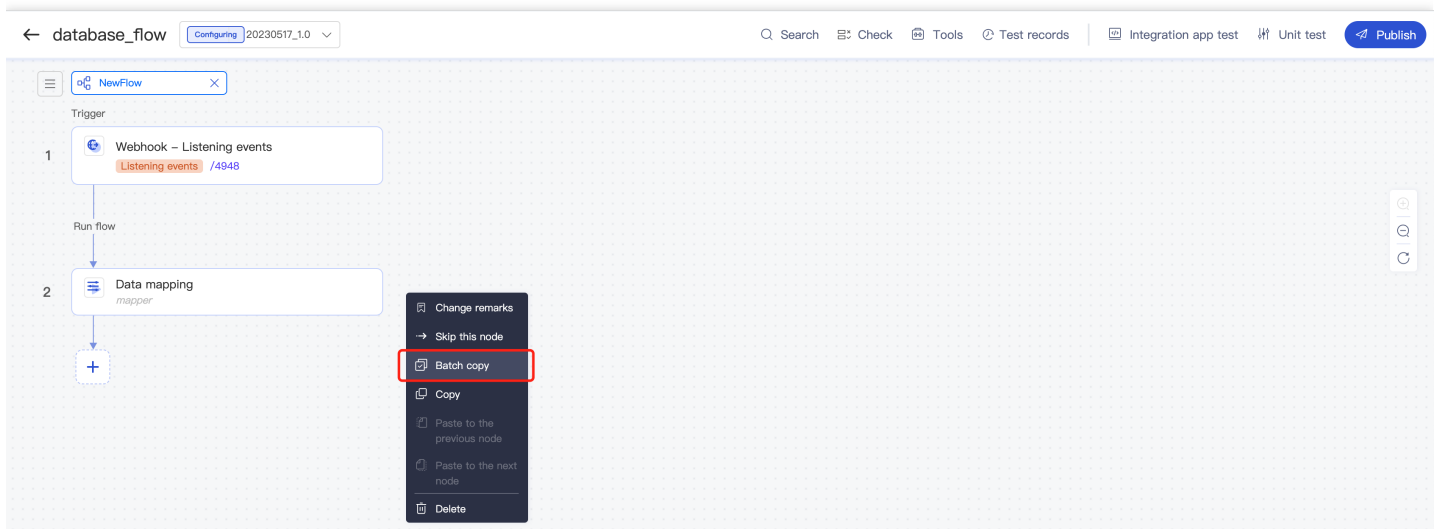 database_flow
Configuring 20230517_1.0
Search
Check
Tools
Test records
Integration app test
Unit test
Publish
NewFlow
Trigger
1
Webhook – Listening events
Listening events /4948
Run flow
2
Data mapping
mapper
Change remarks
Skip this node
Batch copy
Copy
Paste to the
previous node
Paste to the next
node
Delete